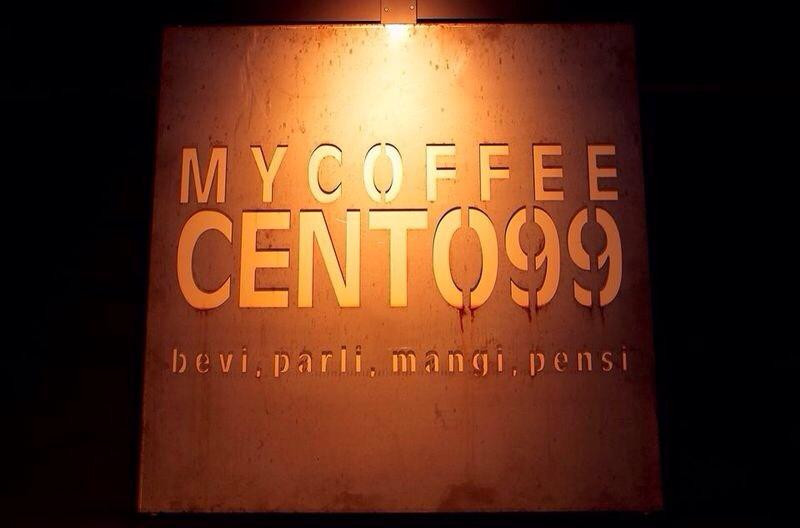 MYCOFFEE
CENTO99
bevi, parli, mangi, pensi